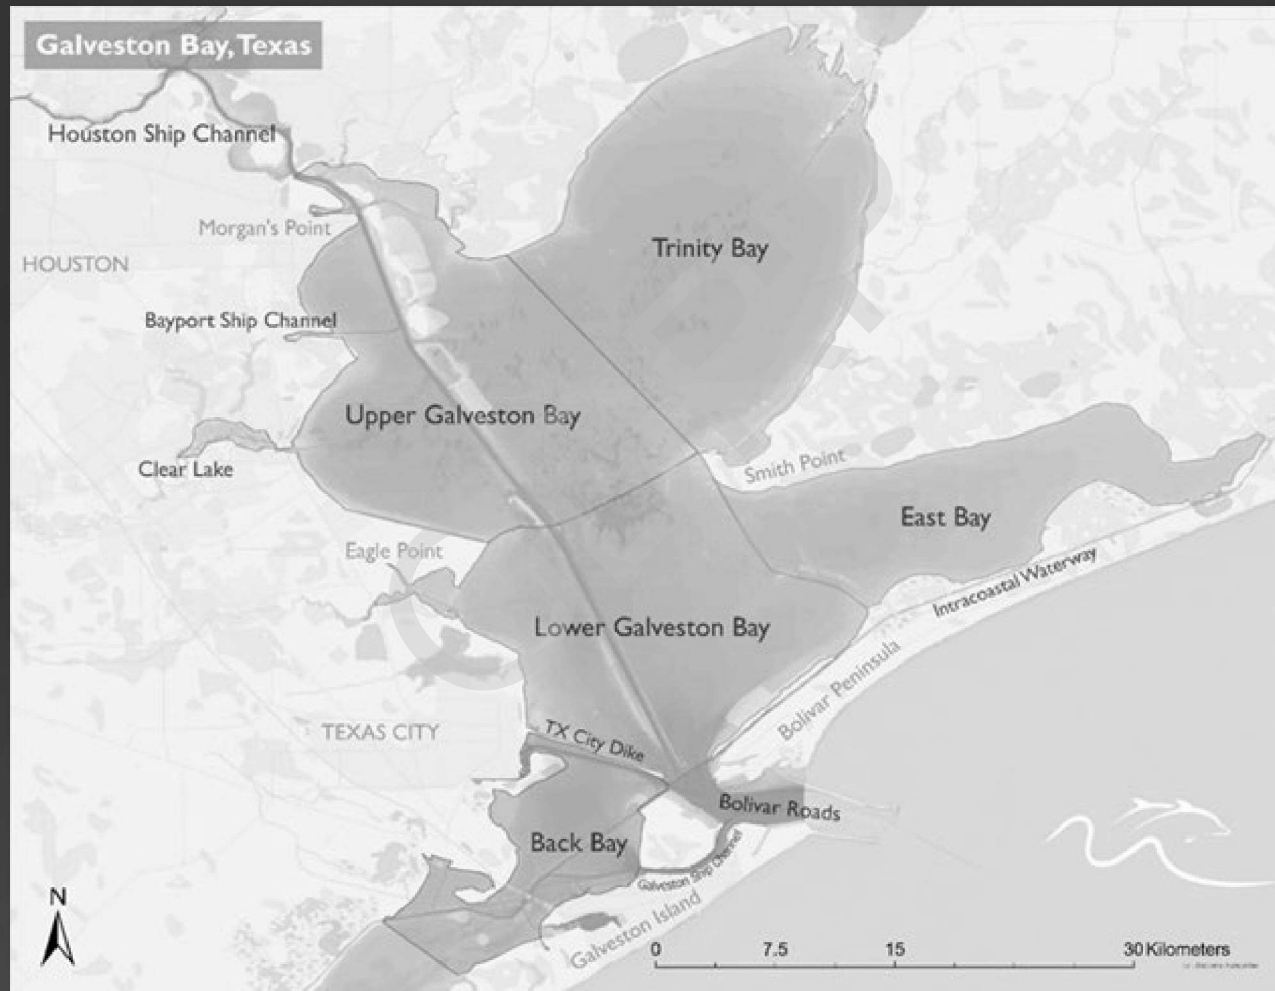 Galveston Bay, Texas
Houston Ship Channel
Morgan's Point
HOUSTON
Trinity Bay
Bayport Ship Channel
Upper Galveston Bay
Clear Lake
Smith Point
East Bay
Eagle Point
Intracoastal Waterway
Lower Galveston Bay
Bolivar Peninsula
TEXAS CITY
TX City Dike
Bolivar Roads
Back Bay
Galveston Ship Channel
Galveston Island
N
0 7.5 15 30 Kilometers